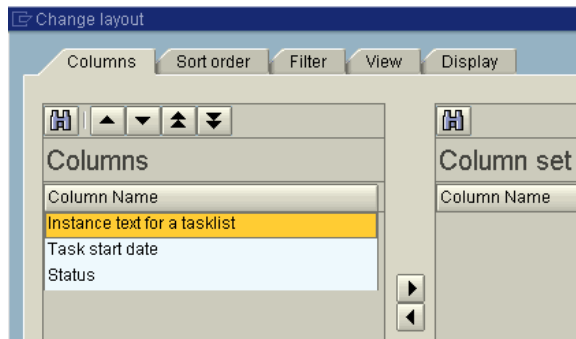 Change layout
Columns Sort order Filter View Display
Columns
Column set
Column Name
Column Name
Instance text for a tasklist
Task start date
Status